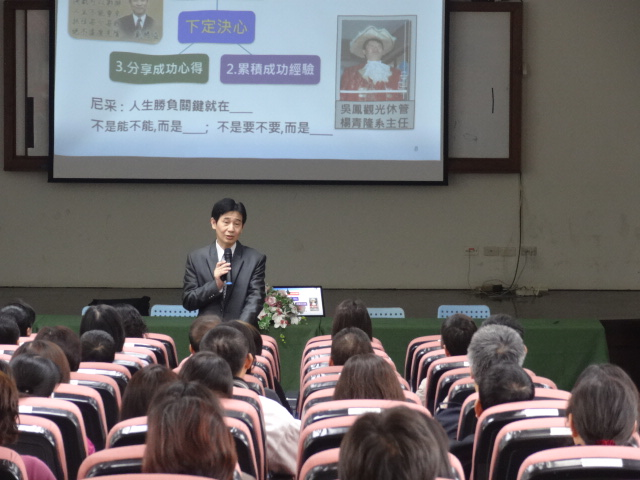 下定決心
3.分享成功心得
2.累積成功經驗
尼采：人生勝負關鍵就在____
不是能不能,而是___； 不是要不要,而是____
吳鳳觀光休管
楊青隆系主任
8